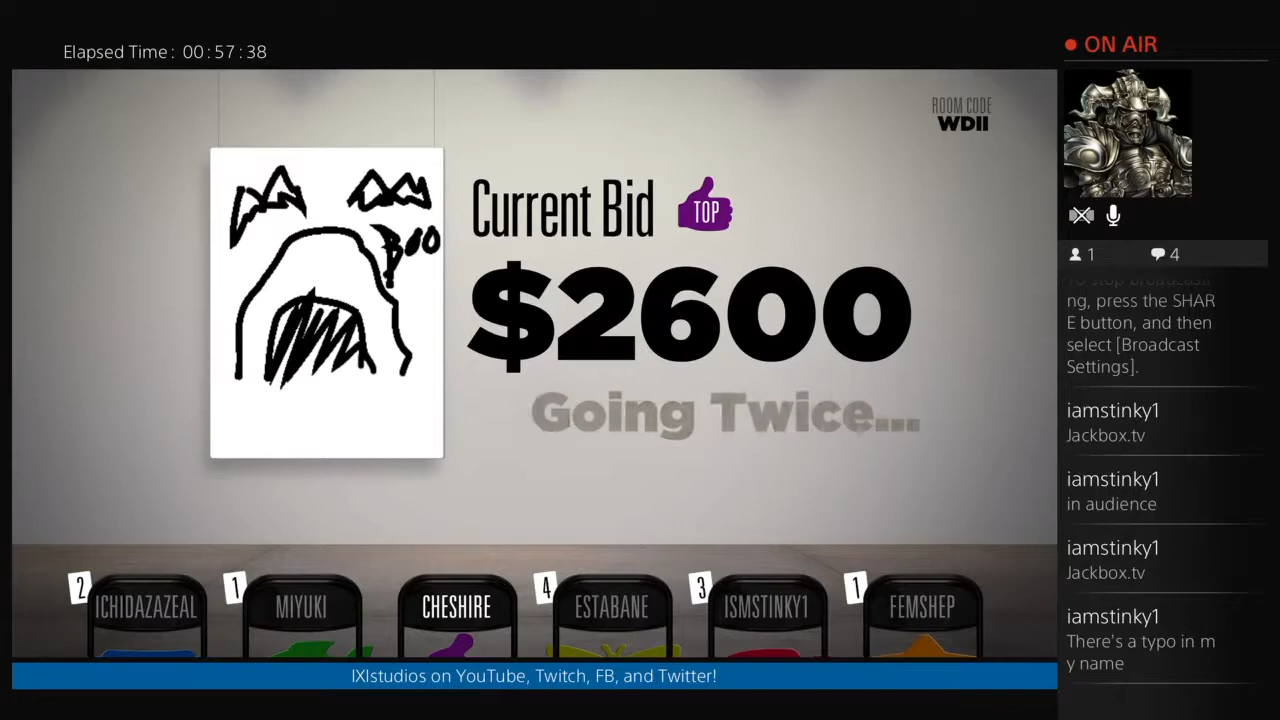 Elapsed Time: 00:57:38
ON AIR
ROOM CODE
WDII
BOO
Current Bid
TOP
$2600
Going Twice...
1
4
ng, press the SHAR
E button, and then
select [Broadcast
Settings].
iamstinky1
Jackbox.tv
iamstinky1
in audience
iamstinky1
Jackbox.tv
iamstinky1
There's a typo in m
y name
2 ICHIDAZAZEAL
1 MIYUKI
CHESHIRE
4 ESTABANE
3 ISMSTINKY1
1 FEMSHEP
IXIstudios on YouTube, Twitch, FB, and Twitter!